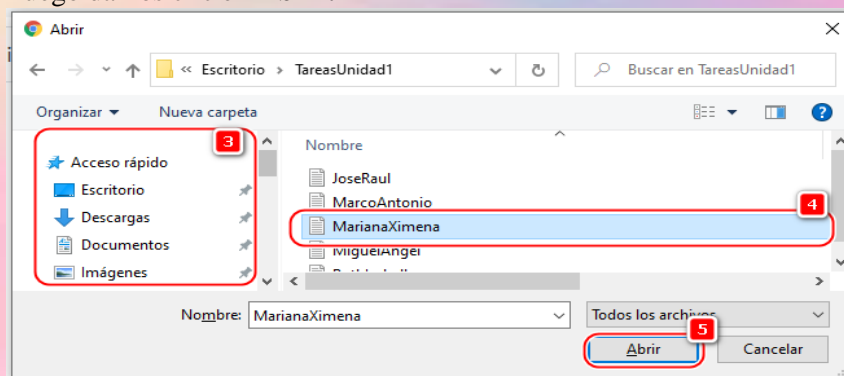 Abrir
« Escritorio > TareasUnidad1
Buscar en TareasUnidad1
Organizar
Nueva carpeta
3
Acceso rápido
Escritorio
Descargas
Documentos
Imágenes
Nombre
JoseRaul
MarcoAntonio
4
MarianaXimena
MiguelAngel
Nombre: MarianaXimena
Todos los archivos
5
Abrir
Cancelar